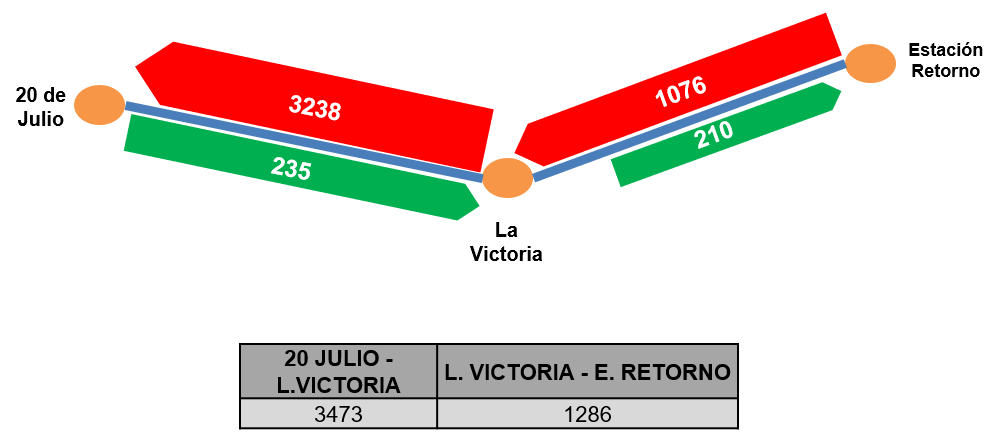 20 de
Julio
3238
235
La
Victoria
1076
210
Estación
Retorno
20 JULIO -
L.VICTORIA
L. VICTORIA - E. RETORNO
3473
1286